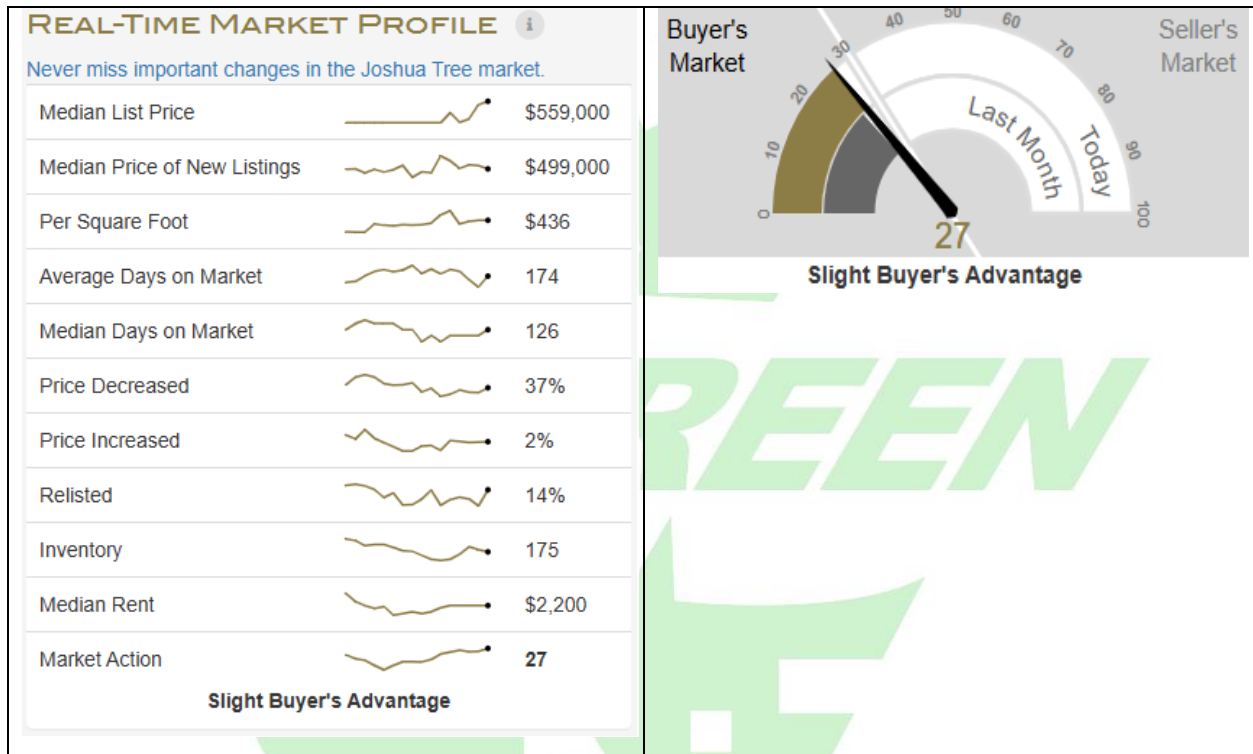 REAL-TIME MARKET PROFILE i
Never miss important changes in the Joshua Tree market.
Median List Price $559,000
Median Price of New Listings $499,000
Per Square Foot $436
Average Days on Market 174
Median Days on Market 126
Price Decreased 37%
Price Increased 2%
Relisted 14%
Inventory 175
Median Rent $2,200
Market Action 27
Slight Buyer's Advantage
Buyer's
Market
Seller's
Market
0
10
20
30
40
50
60
70
80
90
100
Last Month
Today
27
Slight Buyer's Advantage
REEN